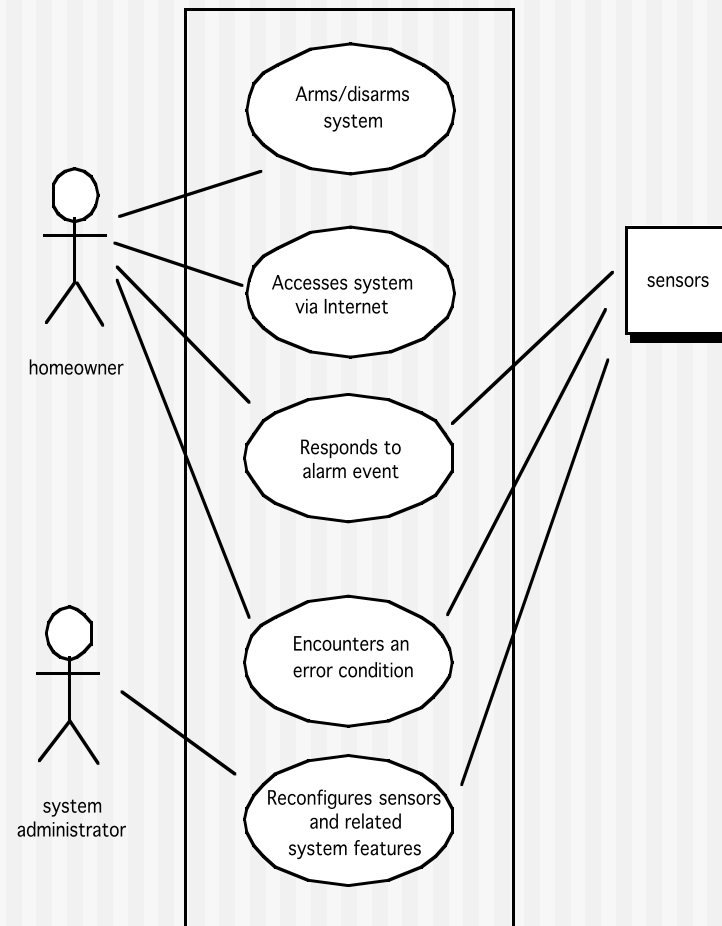 Arms/disarms
system
Accesses system
via Internet
sensors
homeowner
Responds to
alarm event
Encounters an
error condition
system
administrator
Reconfigures sensors
and related
system features